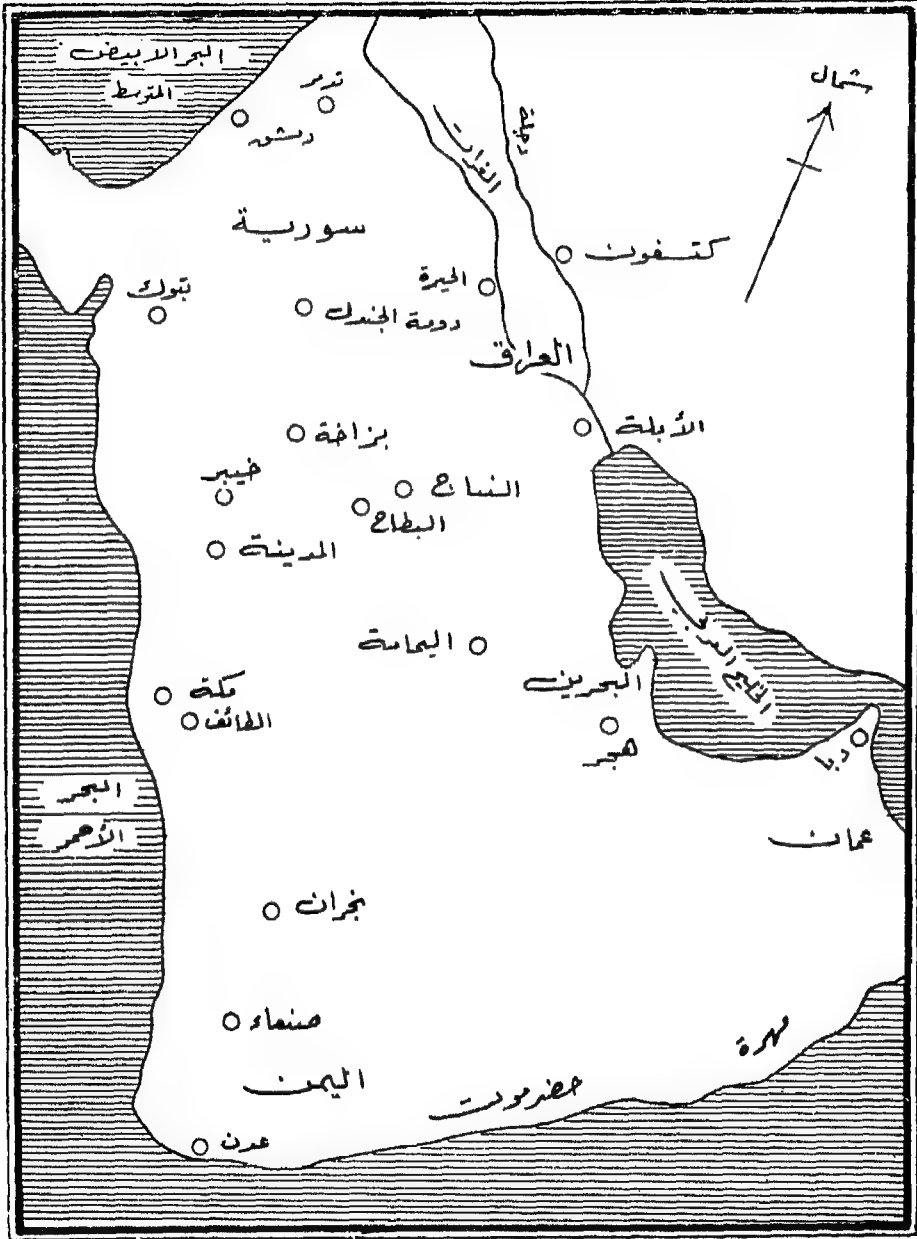 البحر الابيض
المتوسط
شمال
تدمر
دمشق
دجلة
الفرات
سورية
كتسفون
الحيرة
تبوك
دومة الجندل
العراق
بزاخة
الأبلة
خيبر
النباج
البطاح
المدينة
اليمامة
الخليج العربي
مكة
الطائف
البحرين
هجر
دبا
البحر
الأحمر
عمان
نجران
صنعاء
مهرة
اليمن
حضرموت
عدن